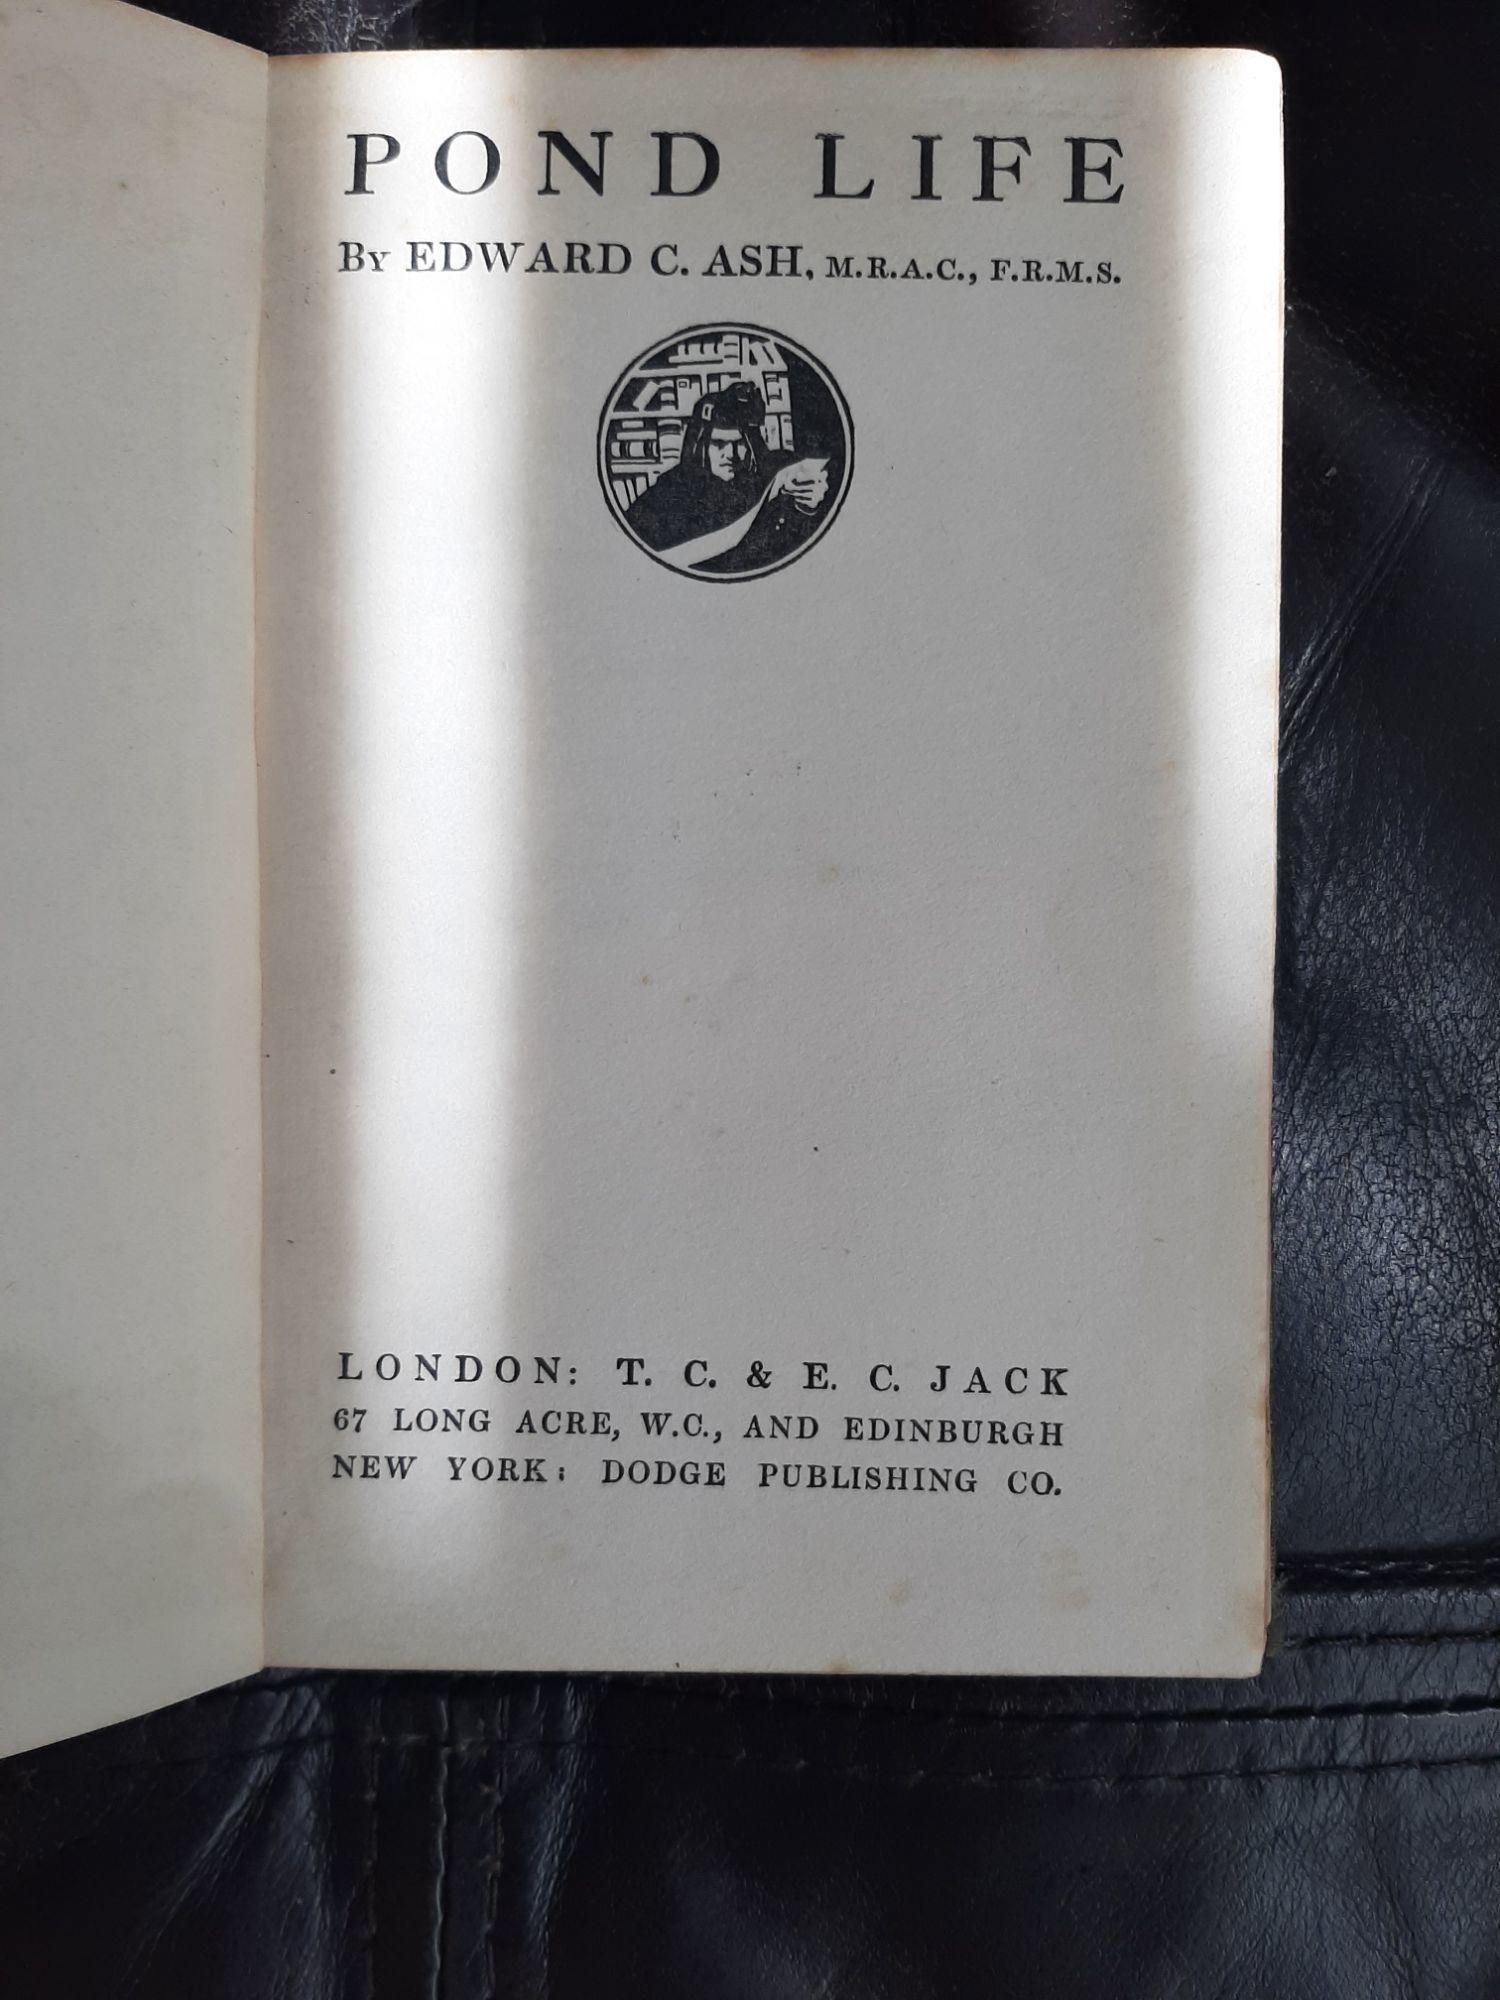 POND LIFE
By EDWARD C. ASH, M.R.A.C., F.R.M.S.
LONDON: T. C. & E. C. JACK
67 LONG ACRE, W.C., AND EDINBURGH
NEW YORK: DODGE PUBLISHING CO.